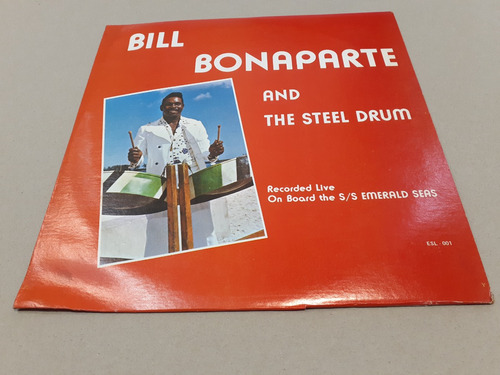 BILL
BONAPARTE
AND
THE STEEL DRUM
Recorded Live
On Board the S/S EMERALD SEAS
ESL - 001